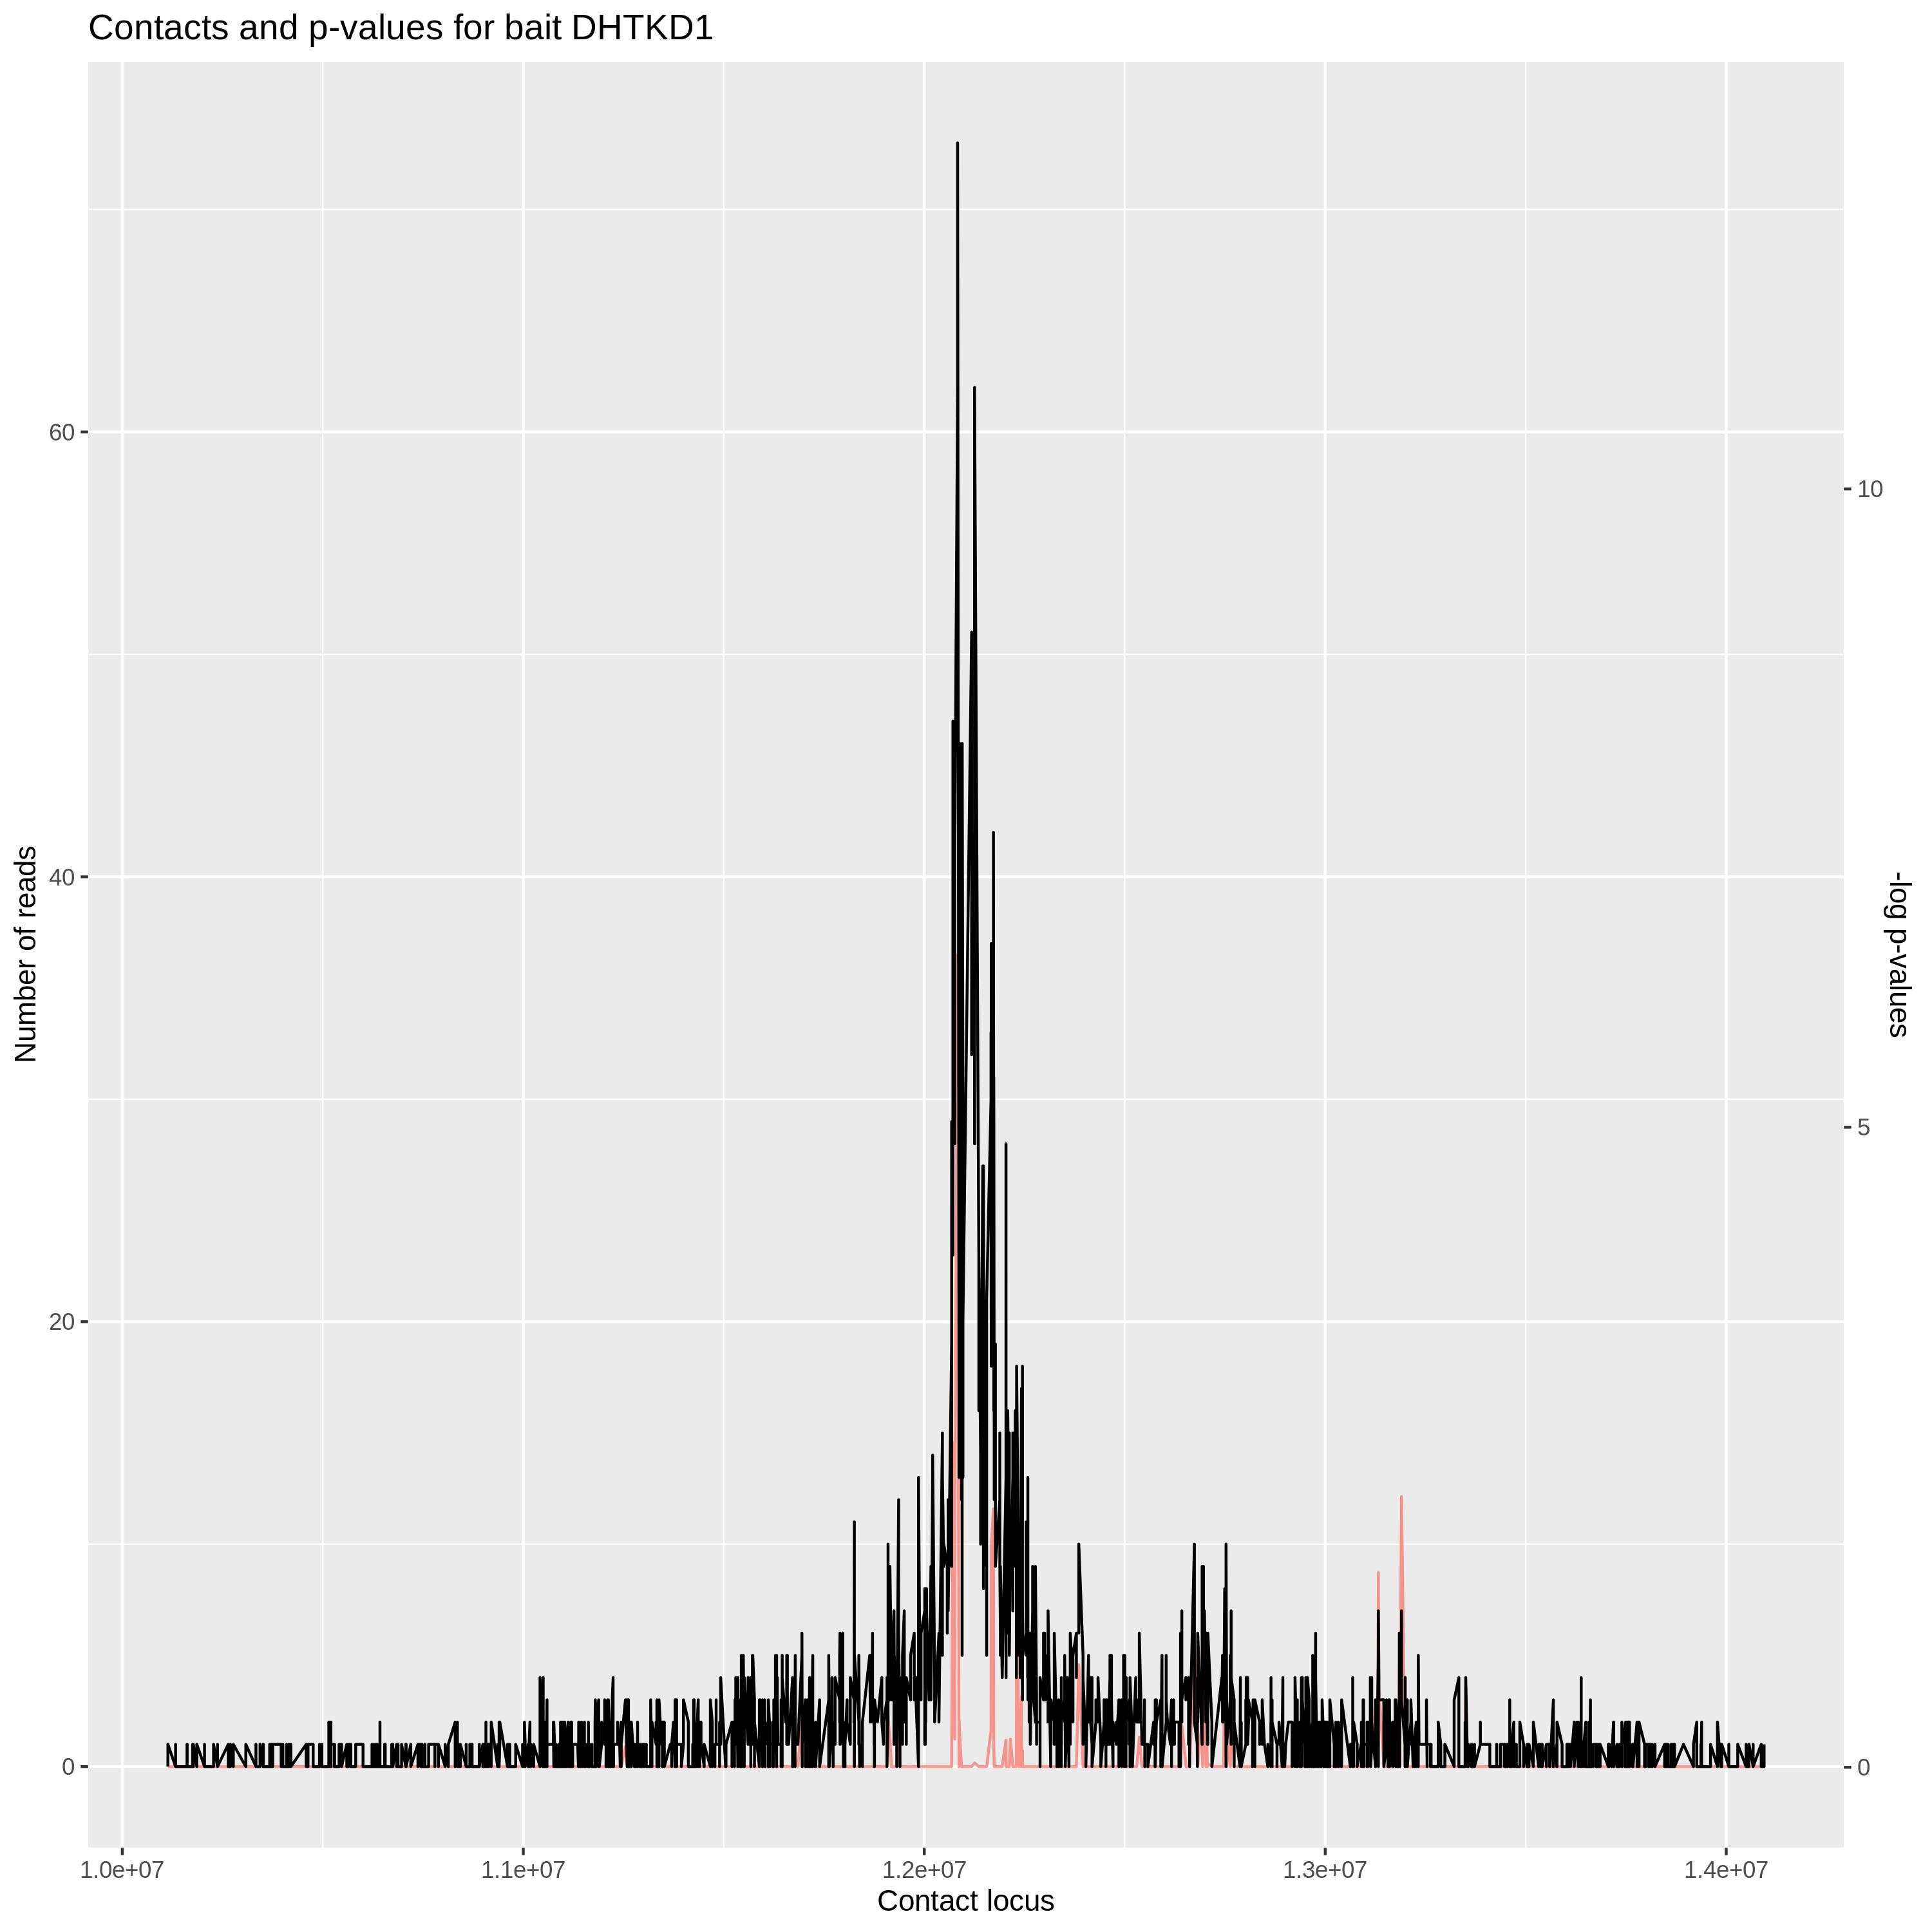 Contacts and p-values for bait DHTKD1
60
40
20
0
Number of reads
10
5
0
-log p-values
1.0e+07
1.1e+07
1.2e+07
1.3e+07
1.4e+07
Contact locus